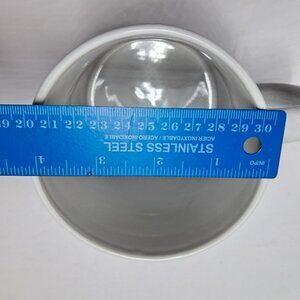 19 20 21 22 23 24 25 26 27 28 29 30
STAINLESS STEEL
ACIER INOXYDABLE / ACERO INOXIDABLE
4 3 2 1